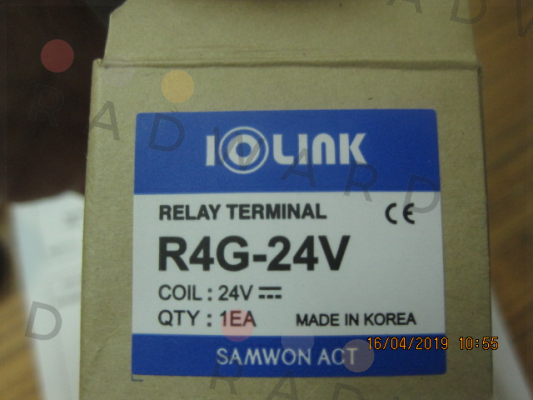 IOLINK
RELAY TERMINAL CE
R4G-24V
COIL : 24V ⎓
QTY : 1EA MADE IN KOREA
16/04/2019 10:55
SAMWON ACT
RADWARD